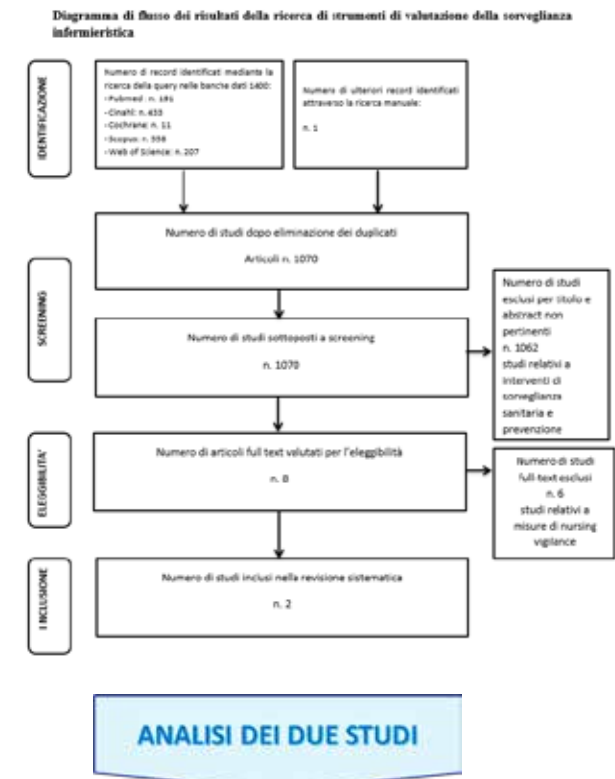 Diagramma di flusso dei risultati della ricerca di strumenti di valutazione della sorveglianza
infermieristica
IDENTIFICAZIONE
Numero di record identificati mediante la
ricerca della query nelle banche dati 1400:
- Pubmed: n. 191
- Cinahl: n. 433
- Cochrane: n. 11
- Scopus: n. 558
- Web of Science: n. 207
Numero di ulteriori record identificati
attraverso la ricerca manuale:
n. 1
Numero di studi dopo eliminazione dei duplicati
Articoli n. 1070
SCREENING
Numero di studi sottoposti a screening
n. 1070
Numero di studi
esclusi per titolo e
abstract non
pertinenti
n. 1062
studi relativi a
interventi di
sorveglianza
sanitaria e
prevenzione
ELEGGIBILITA'
Numero di articoli full text valutati per l'eleggibilità
n. 8
Numero di studi
full-text esclusi
n. 6
studi relativi a
misure di nursing
vigilance
INCLUSIONE
Numero di studi inclusi nella revisione sistematica
n. 2
ANALISI DEI DUE STUDI